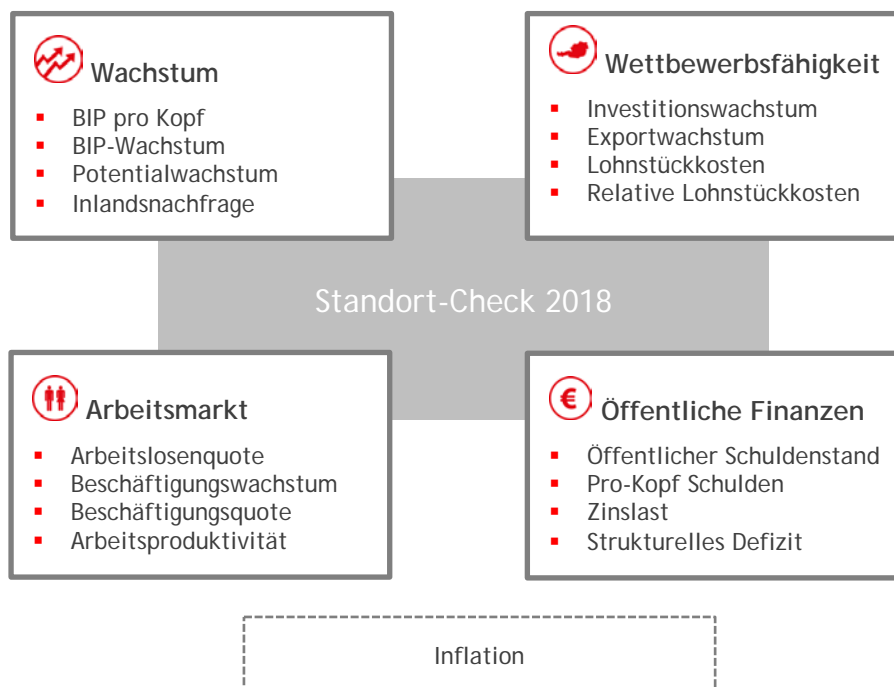 Wachstum
BIP pro Kopf
BIP-Wachstum
Potentialwachstum
Inlandsnachfrage
Wettbewerbsfähigkeit
Investitionswachstum
Exportwachstum
Lohnstückkosten
Relative Lohnstückkosten
Standort-Check 2018
Arbeitsmarkt
Arbeitslosenquote
Beschäftigungswachstum
Beschäftigungsquote
Arbeitsproduktivität
€
Öffentliche Finanzen
Öffentlicher Schuldenstand
Pro-Kopf Schulden
Zinslast
Strukturelles Defizit
Inflation